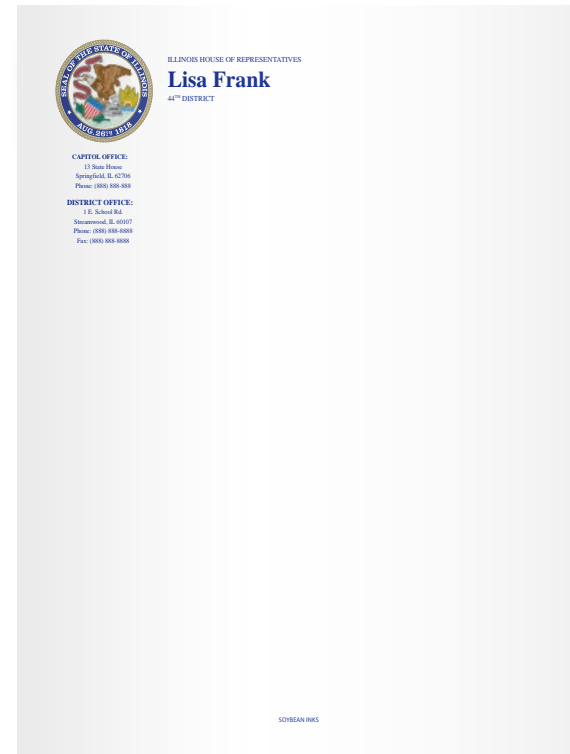 SEAL OF THE STATE OF ILLINOIS
AUG. 26TH 1818
ILLINOIS HOUSE OF REPRESENTATIVES
Lisa Frank
44TH DISTRICT
CAPITOL OFFICE:
13 State House
Springfield, IL 62706
Phone: (888) 888-888
DISTRICT OFFICE:
1 E. School Rd.
Streamwood, IL 60107
Phone: (888) 888-8888
Fax: (888) 888-8888
SOYBEAN INKS